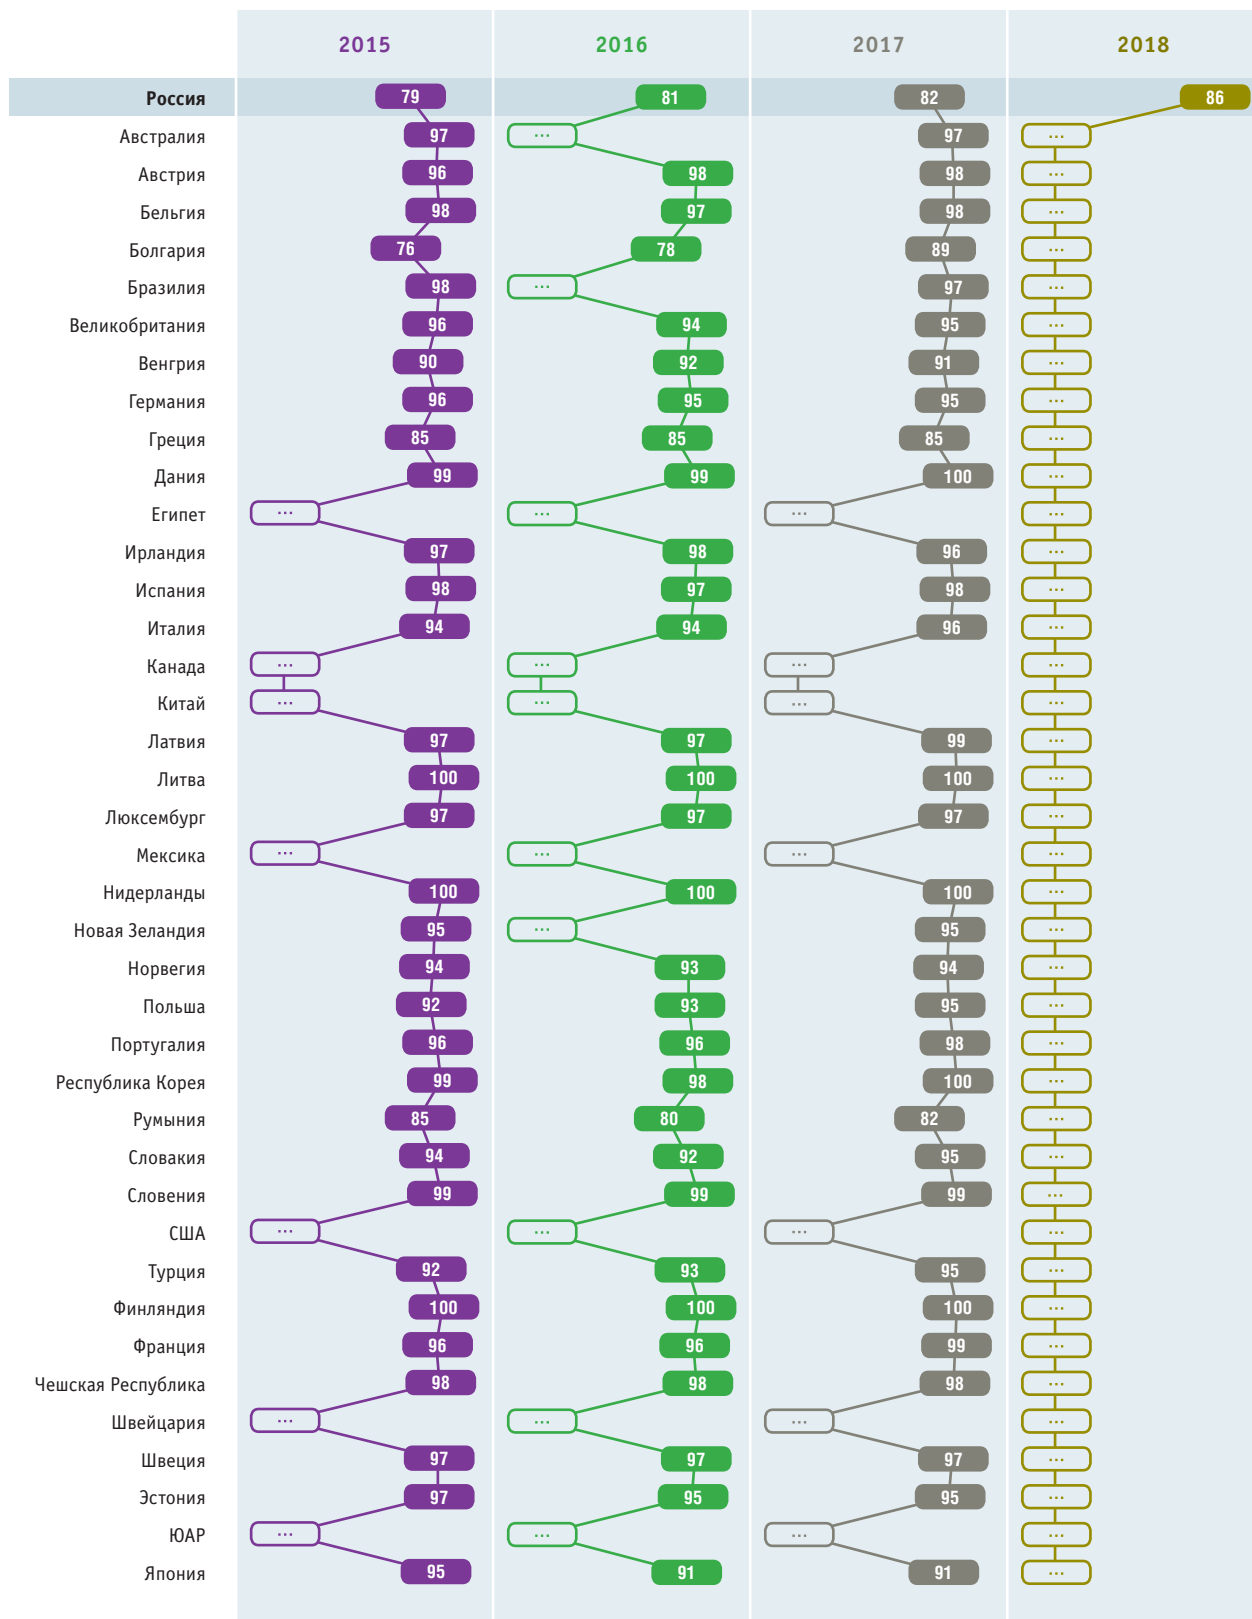 2015 2016 2017 2018
Россия 79 81 82 86
Австралия 97 ... 97 ...
Австрия 96 98 98 ...
Бельгия 98 97 98 ...
Болгария 76 78 89 ...
Бразилия 98 ... 97 ...
Великобритания 96 94 95 ...
Венгрия 90 92 91 ...
Германия 96 95 95 ...
Греция 85 85 85 ...
Дания 99 99 100 ...
Египет ... ... ... ...
Ирландия 97 98 96 ...
Испания 98 97 98 ...
Италия 94 94 96 ...
Канада ... ... ... ...
Китай ... ... ... ...
Латвия 97 97 99 ...
Литва 100 100 100 ...
Люксембург 97 97 97 ...
Мексика ... ... ... ...
Нидерланды 100 100 100 ...
Новая Зеландия 95 ... 95 ...
Норвегия 94 93 94 ...
Польша 92 93 95 ...
Португалия 96 96 98 ...
Республика Корея 99 98 100 ...
Румыния 85 80 82 ...
Словакия 94 92 95 ...
Словения 99 99 99 ...
США ... ... ... ...
Турция 92 93 95 ...
Финляндия 100 100 100 ...
Франция 96 96 99 ...
Чешская Республика 98 98 98 ...
Швейцария ... ... ... ...
Швеция 97 97 97 ...
Эстония 97 95 95 ...
ЮАР ... ... ... ...
Япония 95 91 91 ...